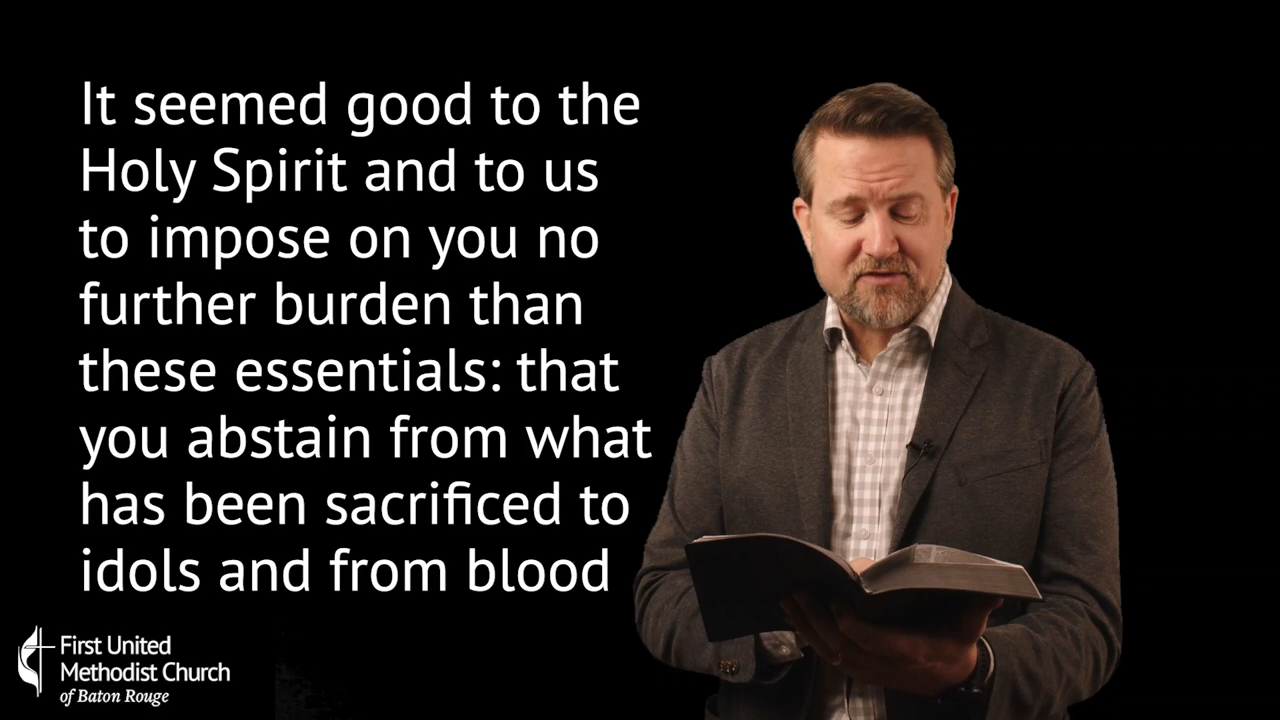 It seemed good to the
Holy Spirit and to us
to impose on you no
further burden than
these essentials: that
you abstain from what
has been sacrificed to
idols and from blood
First United
Methodist Church
of Baton Rouge